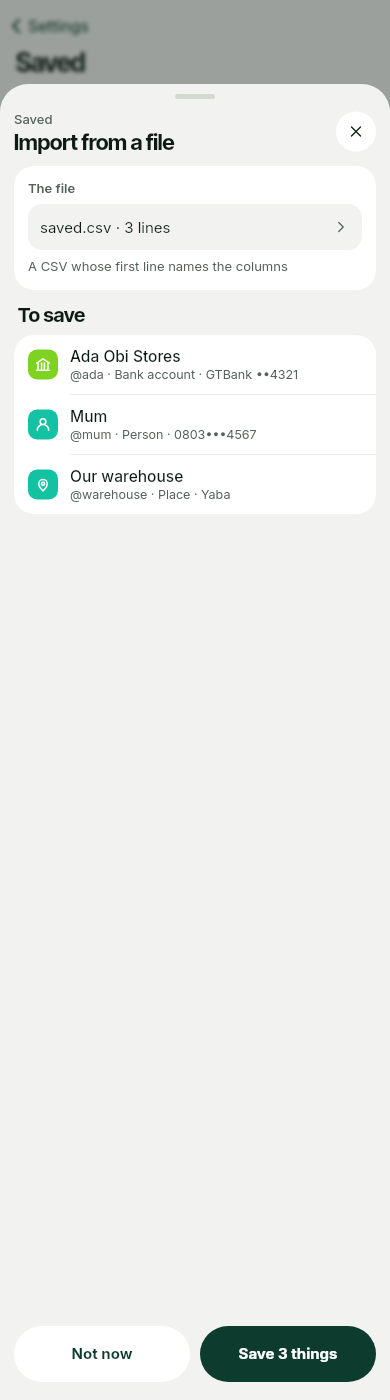 Settings
Saved
Saved
Import from a file
The file
saved.csv · 3 lines
A CSV whose first line names the columns
To save
Ada Obi Stores
@ada · Bank account · GTBank ••4321
Mum
@mum · Person · 0803•••4567
Our warehouse
@warehouse · Place · Yaba
Not now
Save 3 things